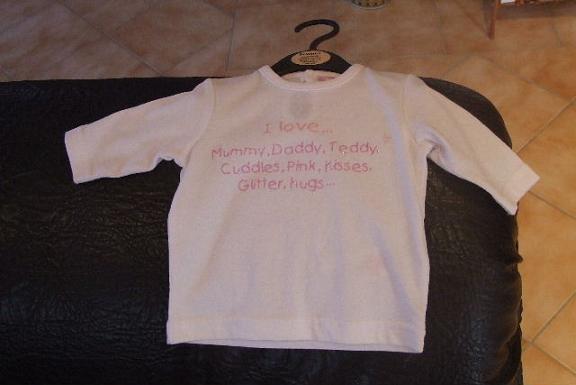 I love...
Mummy, Daddy, Teddy,
Cuddles, Pink, Kisses,
Glitter, Hugs...